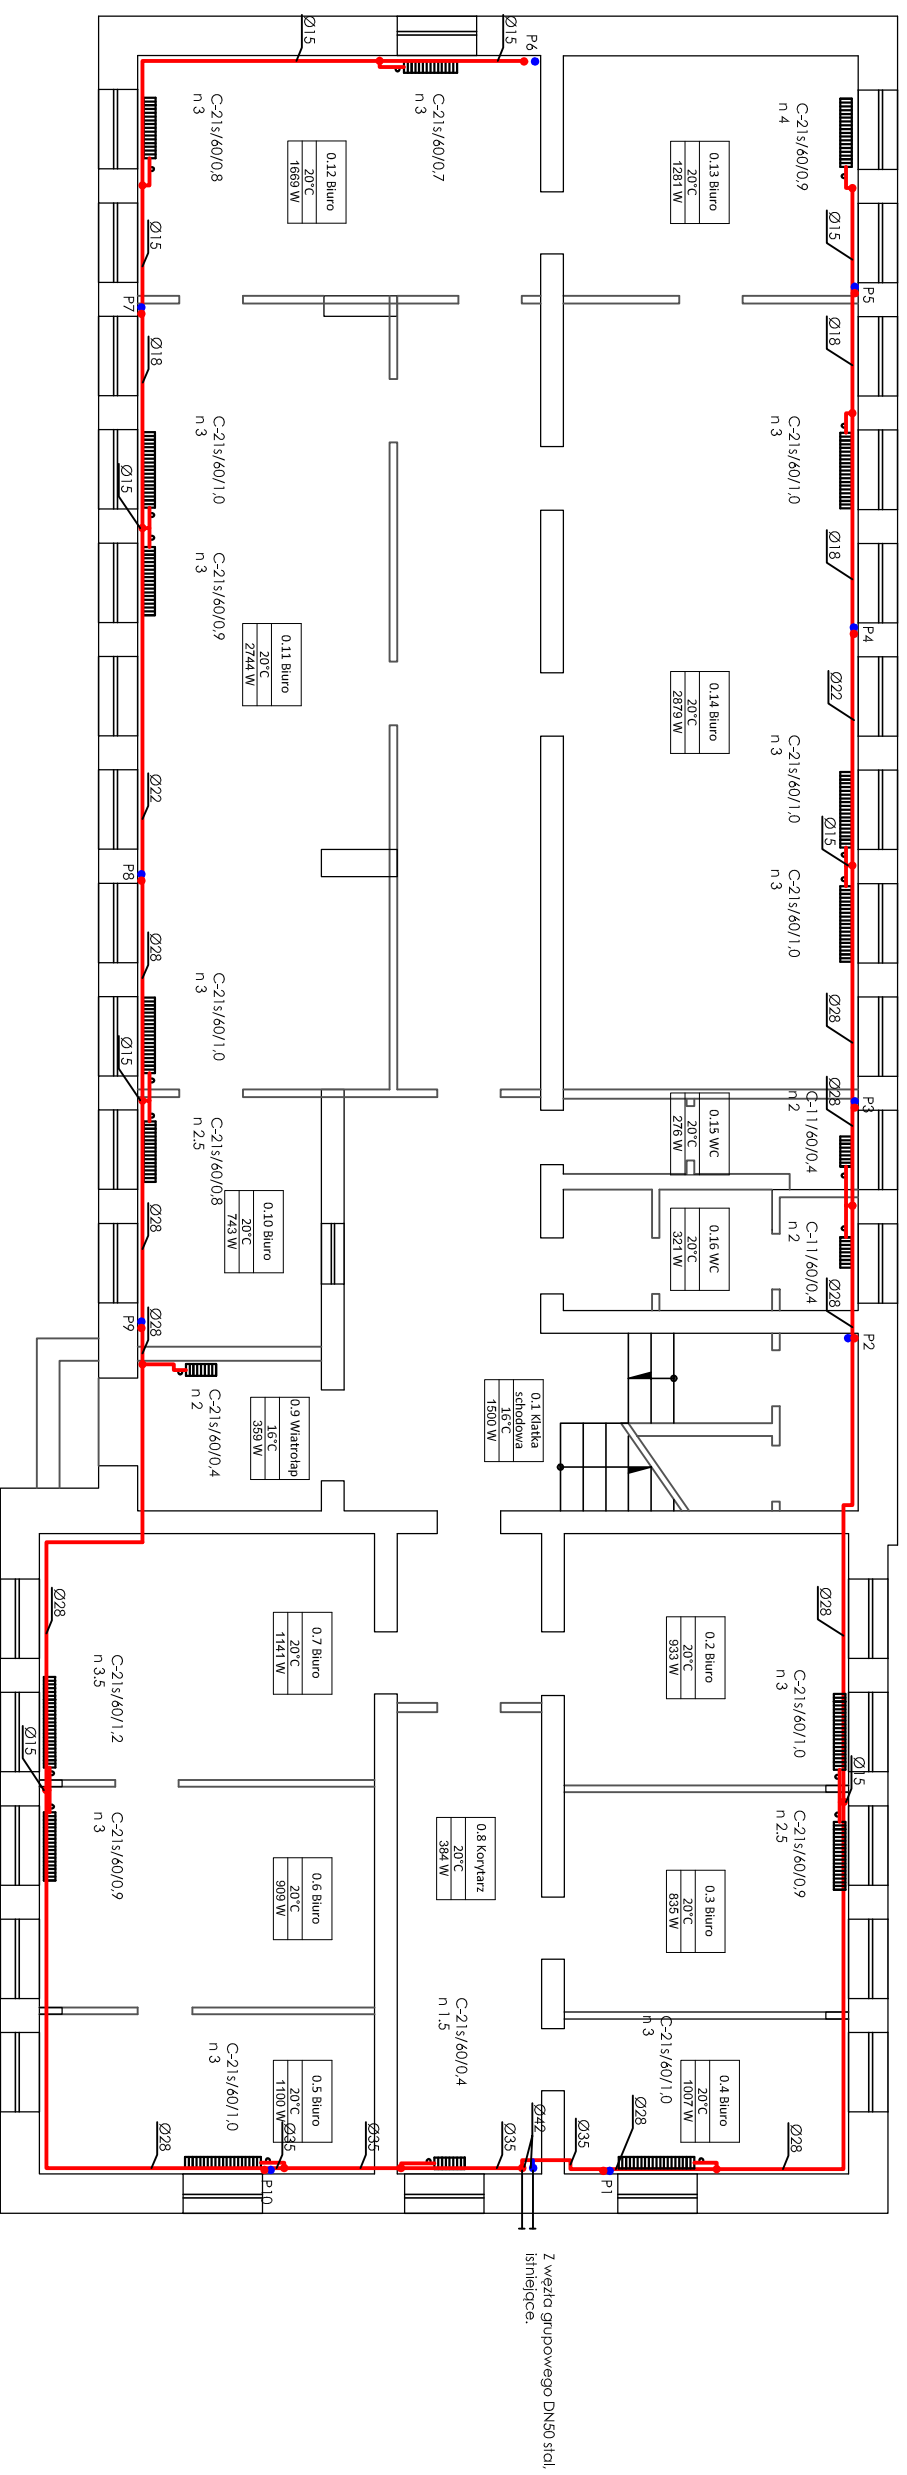 Ø15
Ø15
P6
C-21s/60/0,8
n 3
C-21s/60/0,7
n 3
C-21s/60/0,9
n 4
0.12 Biuro
20°C
1669 W
0.13 Biuro
20°C
1281 W
Ø15
Ø15
P7
P5
Ø18
Ø18
C-21s/60/1,0
n 3
C-21s/60/1,0
n 3
Ø15
Ø18
C-21s/60/0,9
n 3
P4
0.11 Biuro
20°C
2744 W
0.14 Biuro
20°C
2879 W
Ø22
Ø22
C-21s/60/1,0
n 3
Ø15
P8
C-21s/60/1,0
n 3
Ø28
C-21s/60/1,0
n 3
Ø28
Ø15
Ø28
P3
C-21s/60/0,8
n 2.5
0.15 WC
20°C
276 W
C-11/60/0,4
n 2
0.10 Biuro
20°C
743 W
Ø28
0.16 WC
20°C
321 W
C-11/60/0,4
n 2
Ø28
P9
Ø28
P2
C-21s/60/0,4
n 2
0.9 Wiatrołap
16°C
359 W
0.1 Klatka
schodowa
16°C
1500 W
Ø28
Ø28
0.7 Biuro
20°C
1141 W
0.2 Biuro
20°C
933 W
C-21s/60/1,2
n 3.5
C-21s/60/1,0
n 3
Ø15
Ø15
C-21s/60/0,9
n 3
0.8 Korytarz
20°C
384 W
C-21s/60/0,9
n 2.5
0.6 Biuro
20°C
909 W
0.3 Biuro
20°C
835 W
C-21s/60/0,4
n 1.5
C-21s/60/1,0
n 3
C-21s/60/1,0
n 3
0.5 Biuro
20°C
1100 W
0.4 Biuro
20°C
1007 W
Ø28
Ø35
Ø35
Ø35
Ø42
Ø35
Ø28
Ø28
P10
P1
Z węzła grupowego DN50 stal,
istniejące.